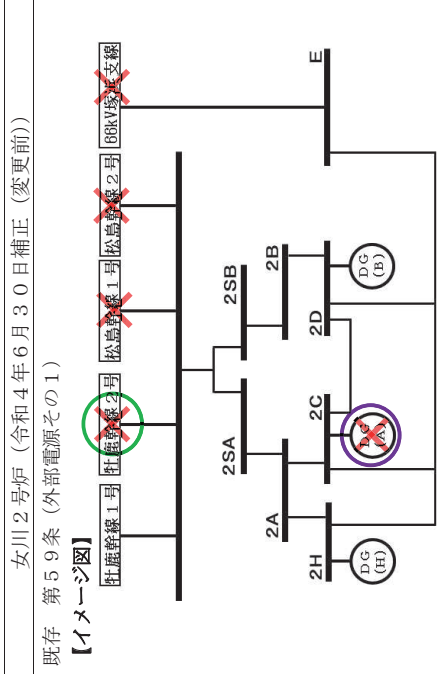 女川２号炉（令和４年６月３０日補正（変更前））
既存　第５９条（外部電源その１）
【イメージ図】
牡鹿幹線１号
牡鹿幹線２号
松島幹線１号
松島幹線２号
66kV塚浜支線
2SA
2SB
2A
2B
E
2H
2C
2D
DG
(H)
DG
(A)
DG
(B)